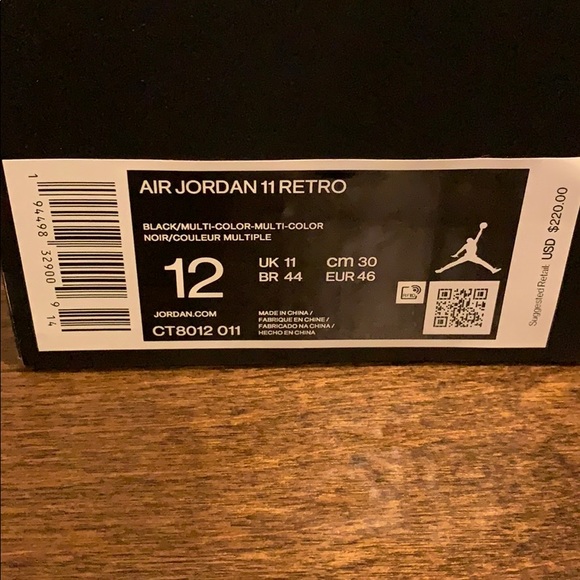 AIR JORDAN 11 RETRO
BLACK/MULTI-COLOR-MULTI-COLOR
NOIR/COULEUR MULTIPLE
12
UK 11 cm 30
BR 44 EUR 46
JORDAN.COM
CT8012 011
MADE IN CHINA /
FABRIQUE EN CHINE /
FABRICADO NA CHINA /
HECHO EN CHINA
1 94498 32900 9 14
Suggested Retail: USD $220.00